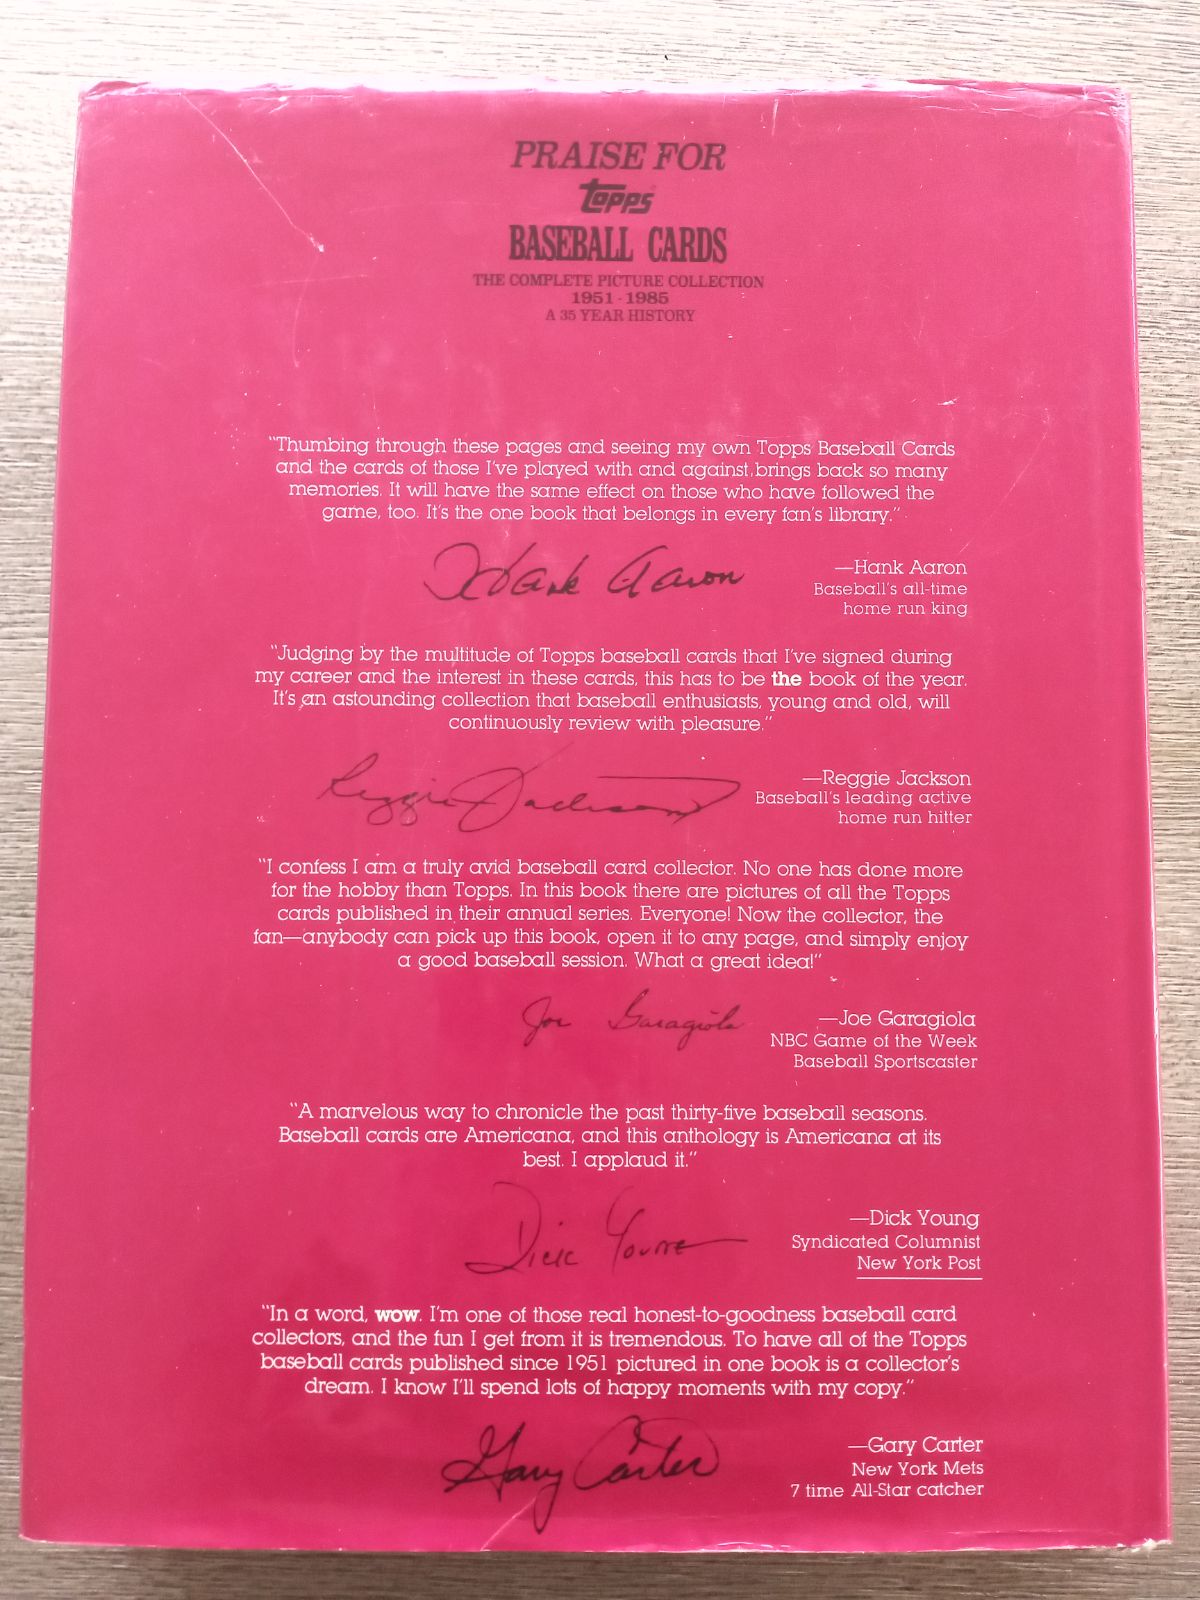 PRAISE FOR
Topps
BASEBALL CARDS
THE COMPLETE PICTURE COLLECTION
1951 - 1985
A 35 YEAR HISTORY
"Thumbing through these pages and seeing my own Topps Baseball Cards
and the cards of those I've played with and against, brings back so many
memories. It will have the same effect on those who have followed the
game, too. It's the one book that belongs in every fan's library."
Hank Aaron
—Hank Aaron
Baseball's all-time
home run king
"Judging by the multitude of Topps baseball cards that I've signed during
my career and the interest in these cards, this has to be the book of the year.
It's an astounding collection that baseball enthusiasts, young and old, will
continuously review with pleasure."
Reggie Jackson
—Reggie Jackson
Baseball's leading active
home run hitter
"I confess I am a truly avid baseball card collector. No one has done more
for the hobby than Topps. In this book there are pictures of all the Topps
cards published in their annual series. Everyone! Now the collector, the
fan—anybody can pick up this book, open it to any page, and simply enjoy
a good baseball session. What a great idea!"
Joe Garagiola
—Joe Garagiola
NBC Game of the Week
Baseball Sportscaster
"A marvelous way to chronicle the past thirty-five baseball seasons.
Baseball cards are Americana, and this anthology is Americana at its
best. I applaud it."
Dick Young
—Dick Young
Syndicated Columnist
New York Post
"In a word, wow. I'm one of those real honest-to-goodness baseball card
collectors, and the fun I get from it is tremendous. To have all of the Topps
baseball cards published since 1951 pictured in one book is a collector's
dream. I know I'll spend lots of happy moments with my copy."
Gary Carter
—Gary Carter
New York Mets
7 time All-Star catcher